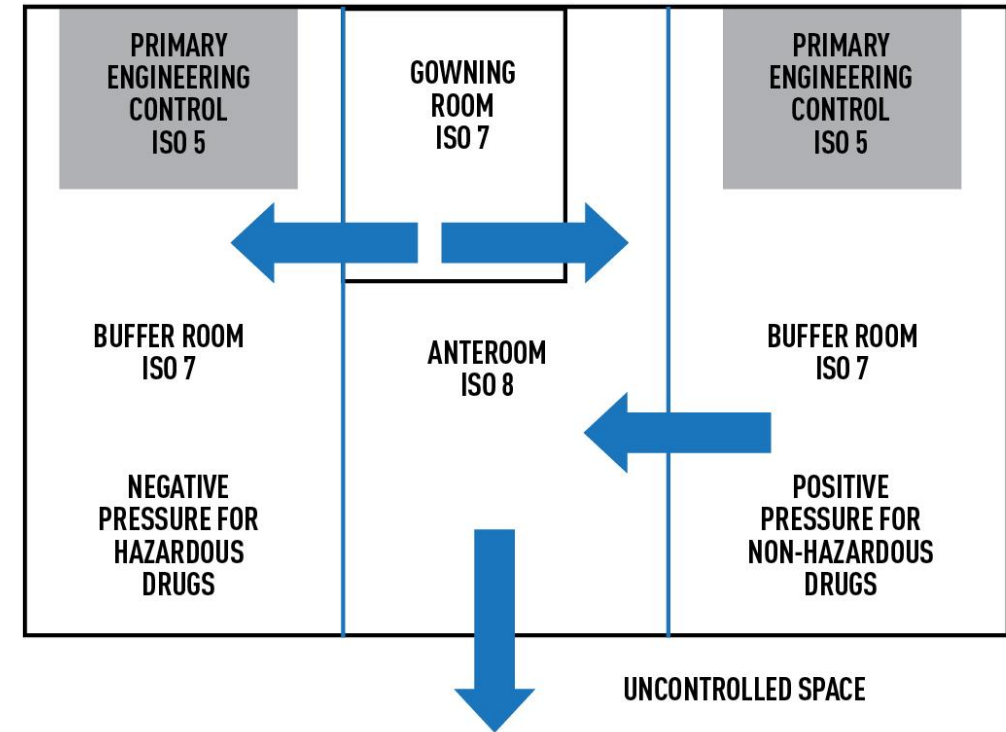 PRIMARY
ENGINEERING
CONTROL
ISO 5
GOWNING
ROOM
ISO 7
PRIMARY
ENGINEERING
CONTROL
ISO 5
BUFFER ROOM
ISO 7
ANTEROOM
ISO 8
BUFFER ROOM
ISO 7
NEGATIVE
PRESSURE FOR
HAZARDOUS
DRUGS
POSITIVE
PRESSURE FOR
NON-HAZARDOUS
DRUGS
UNCONTROLLED SPACE